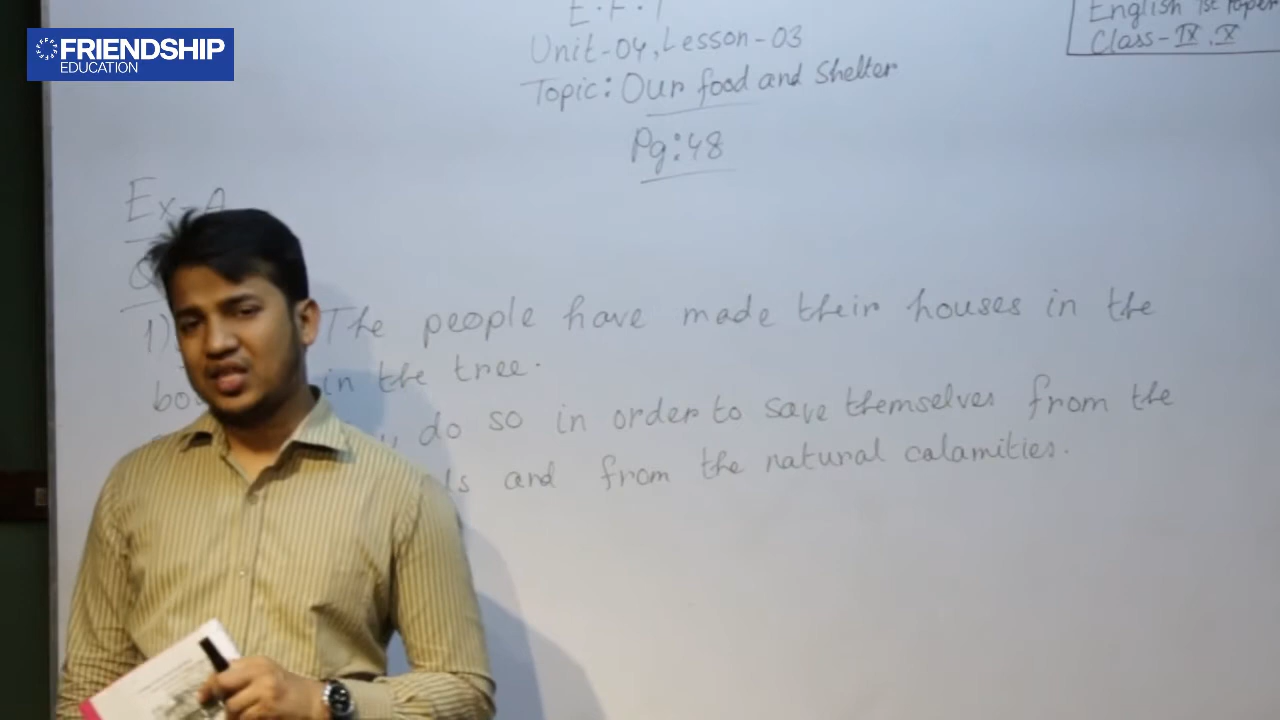 FRIENDSHIP
EDUCATION
E.F.T
English 1st Paper
Class-IX,X
Unit-04,Lesson-03
Topic: Our food and Shelter
Pg:48
Ex-A
1) The people have made their houses in the
in the tree.
do so in order to save themselves from the
and from the natural calamities.